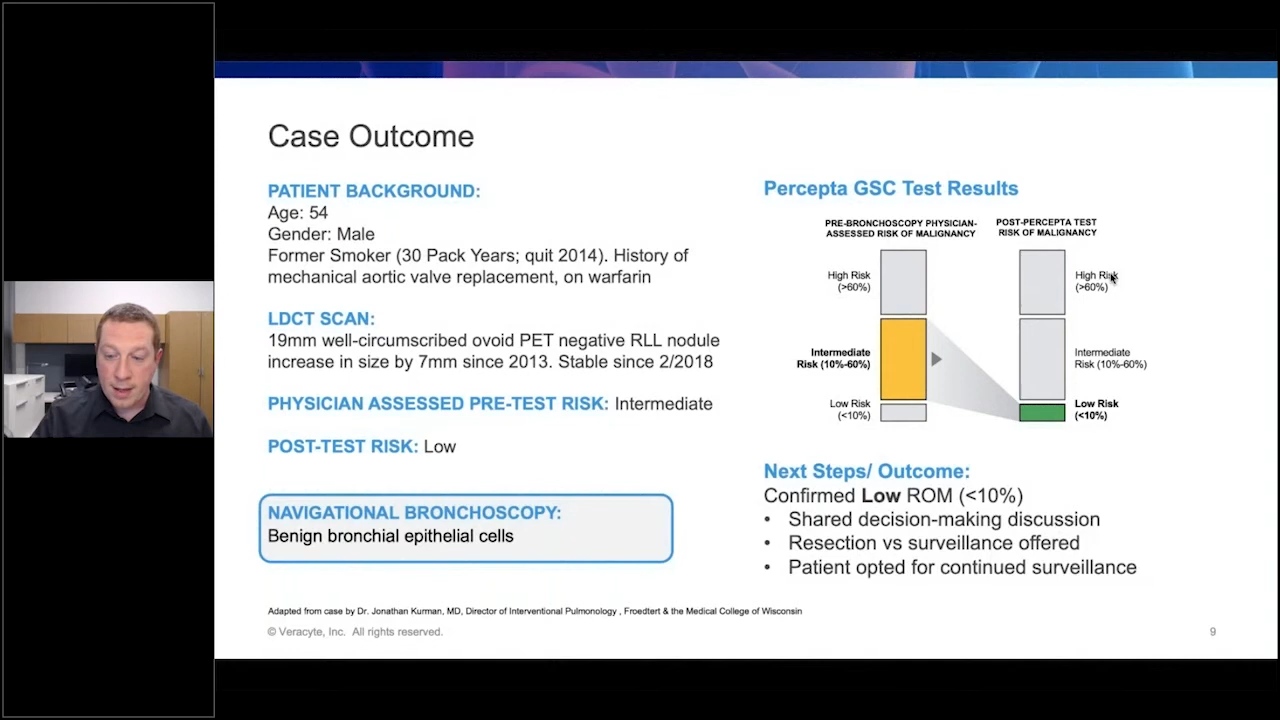 Case Outcome
PATIENT BACKGROUND:
Age: 54
Gender: Male
Former Smoker (30 Pack Years; quit 2014). History of
mechanical aortic valve replacement, on warfarin
LDCT SCAN:
19mm well-circumscribed ovoid PET negative RLL nodule
increase in size by 7mm since 2013. Stable since 2/2018
PHYSICIAN ASSESSED PRE-TEST RISK: Intermediate
POST-TEST RISK: Low
NAVIGATIONAL BRONCHOSCOPY:
Benign bronchial epithelial cells
Percepta GSC Test Results
PRE-BRONCHOSCOPY PHYSICIAN-
ASSESSED RISK OF MALIGNANCY
POST-PERCEPTA TEST
RISK OF MALIGNANCY
High Risk
(>60%)
Intermediate
Risk (10%-60%)
Low Risk
(<10%)
High Risk
(>60%)
Intermediate
Risk (10%-60%)
Low Risk
(<10%)
Next Steps/ Outcome:
Confirmed Low ROM (<10%)
• Shared decision-making discussion
• Resection vs surveillance offered
• Patient opted for continued surveillance
Adapted from case by Dr. Jonathan Kurman, MD, Director of Interventional Pulmonology , Froedtert & the Medical College of Wisconsin
© Veracyte, Inc. All rights reserved.
9